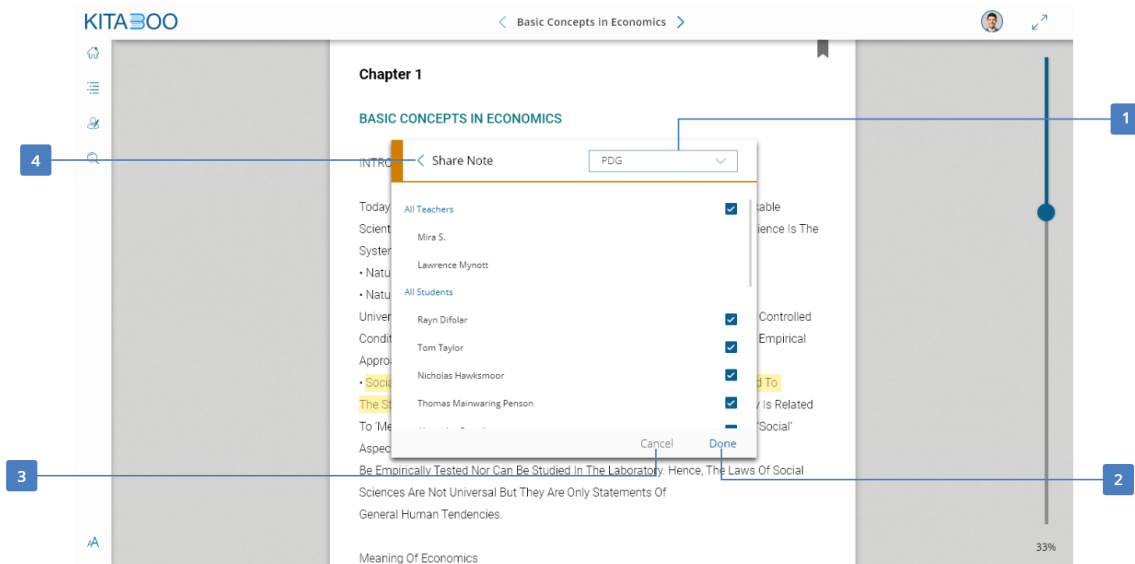 KITABOO
Basic Concepts in Economics
Chapter 1
BASIC CONCEPTS IN ECONOMICS
1
4
INTRO
Share Note
PDG
Today
All Teachers
kable
Scient
ience Is The
Mira S.
Syster
Lawrence Mynott
• Natu
• Natu
All Students
Univer
Rayn Difolar
Controlled
Condit
Tom Taylor
Empirical
Approa
Nicholas Hawksmoor
• Socia
d To
The St
Thomas Mainwaring Penson
y Is Related
To ‘Me
‘Social’
Aspec
Cancel
Done
3
Be Empirically Tested Nor Can Be Studied In The Laboratory. Hence, The Laws Of Social
2
Sciences Are Not Universal But They Are Only Statements Of
General Human Tendencies.
AA
33%
Meaning Of Economics